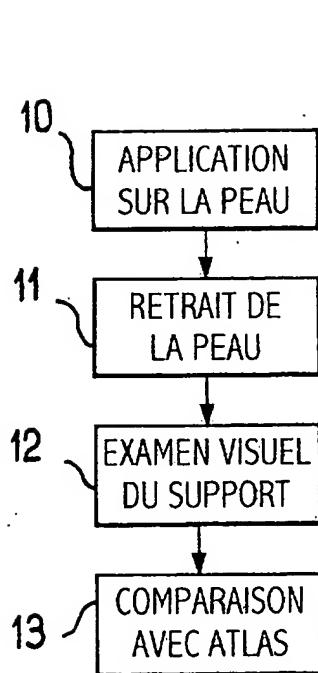 10
APPLICATION
SUR LA PEAU
11
RETRAIT DE
LA PEAU
12
EXAMEN VISUEL
DU SUPPORT
13
COMPARAISON
AVEC ATLAS